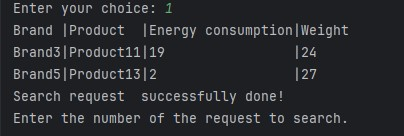 Enter your choice: 1
Brand |Product  |Energy consumption|Weight
Brand3|Product11|19                |24
Brand5|Product13|2                 |27
Search request  successfully done!
Enter the number of the request to search.